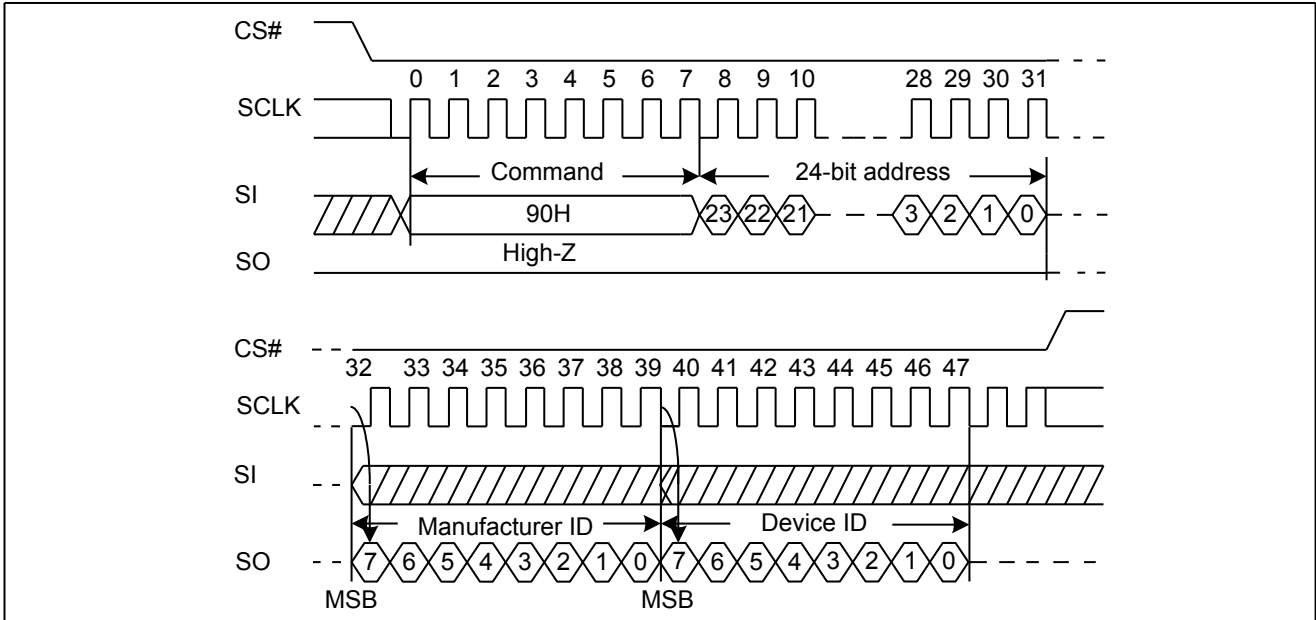 CS#
0 1 2 3 4 5 6 7 8 9 10 28 29 30 31
SCLK
Command 24-bit address
SI
90H 23 22 21 3 2 1 0
High-Z
SO
CS#
32 33 34 35 36 37 38 39 40 41 42 43 44 45 46 47
SCLK
SI
Manufacturer ID Device ID
SO 7 6 5 4 3 2 1 0 7 6 5 4 3 2 1 0
MSB MSB